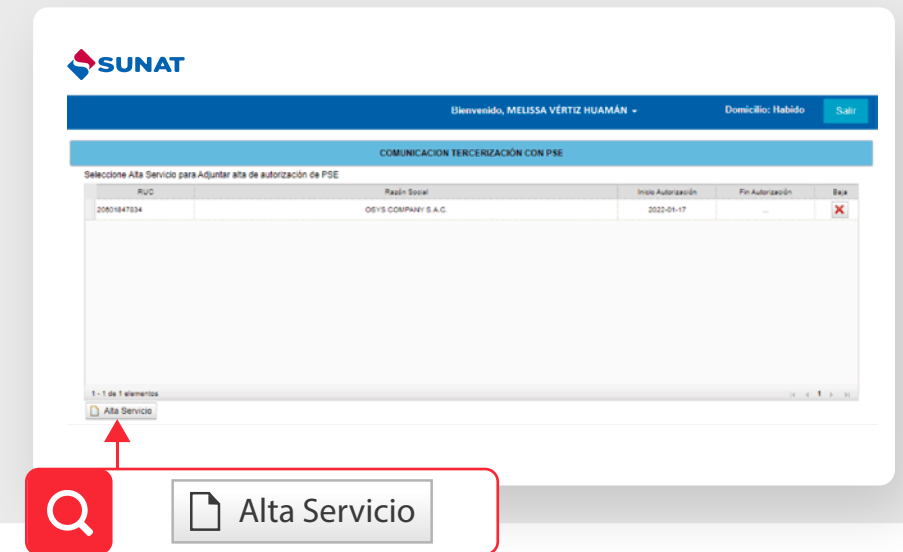 SUNAT
Bienvenido, MELISSA VÉRTIZ HUAMÁN
Domicilio: Habido
Salir
COMUNICACION TERCERIZACIÓN CON PSE
Seleccione Alta Servicio para Adjuntar alta de autorización de PSE
RUC Razón Social Inicio Autorización Fin Autorización Baja
20601847834 OSYS COMPANY S.A.C. 2022-01-17 ...
1 - 1 de 1 elementos 1
Alta Servicio
Alta Servicio